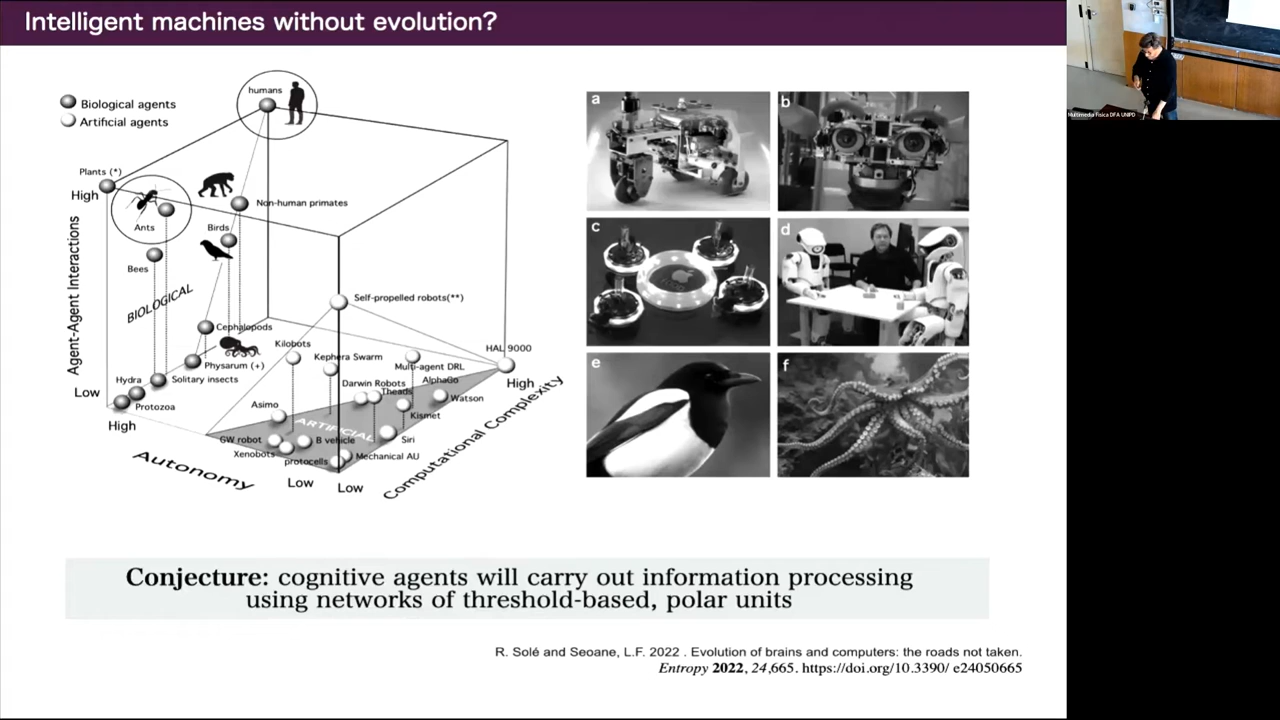 Intelligent machines without evolution?
Biological agents
Artificial agents
humans
Plants (*)
High
Ants
Non-human primates
Birds
Bees
BIOLOGICAL
Agent-Agent Interactions
Self-propelled robots(**)
Cephalopods
Kilobots
HAL 9000
Kephera Swarm
Physarum (+)
Multi-agent DRL
Hydra
Solitary insects
Darwin Robots
AlphaGo
High
Low
Theads
Watson
Protozoa
Asimo
Kismet
High
ARTIFICIAL
GW robot
B vehicle
Siri
Xenobots
protocells
Mechanical AU
Autonomy
Low
Low
Computational Complexity
a
b
c
d
e
f
Conjecture: cognitive agents will carry out information processing
using networks of threshold-based, polar units
R. Solé and Seoane, L.F. 2022 . Evolution of brains and computers: the roads not taken.
Entropy 2022, 24,665. https://doi.org/10.3390/ e24050665
Multimedia Fisica DFA UNIPD